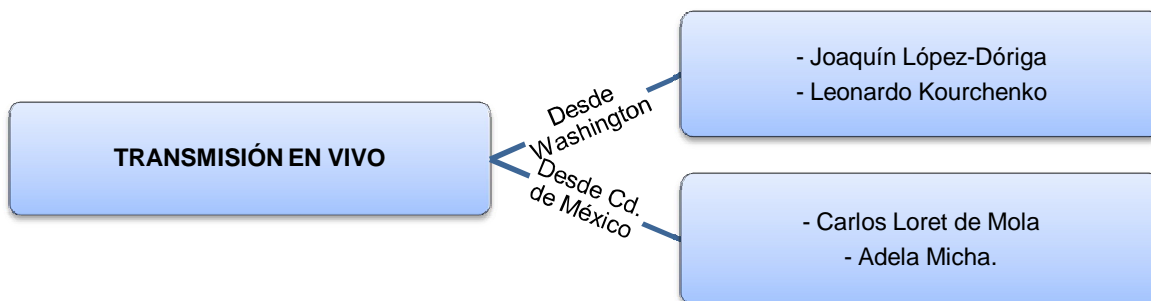 TRANSMISIÓN EN VIVO
Desde
Washington
- Joaquín López-Dóriga
- Leonardo Kourchenko
Desde Cd.
de México
- Carlos Loret de Mola
- Adela Micha.